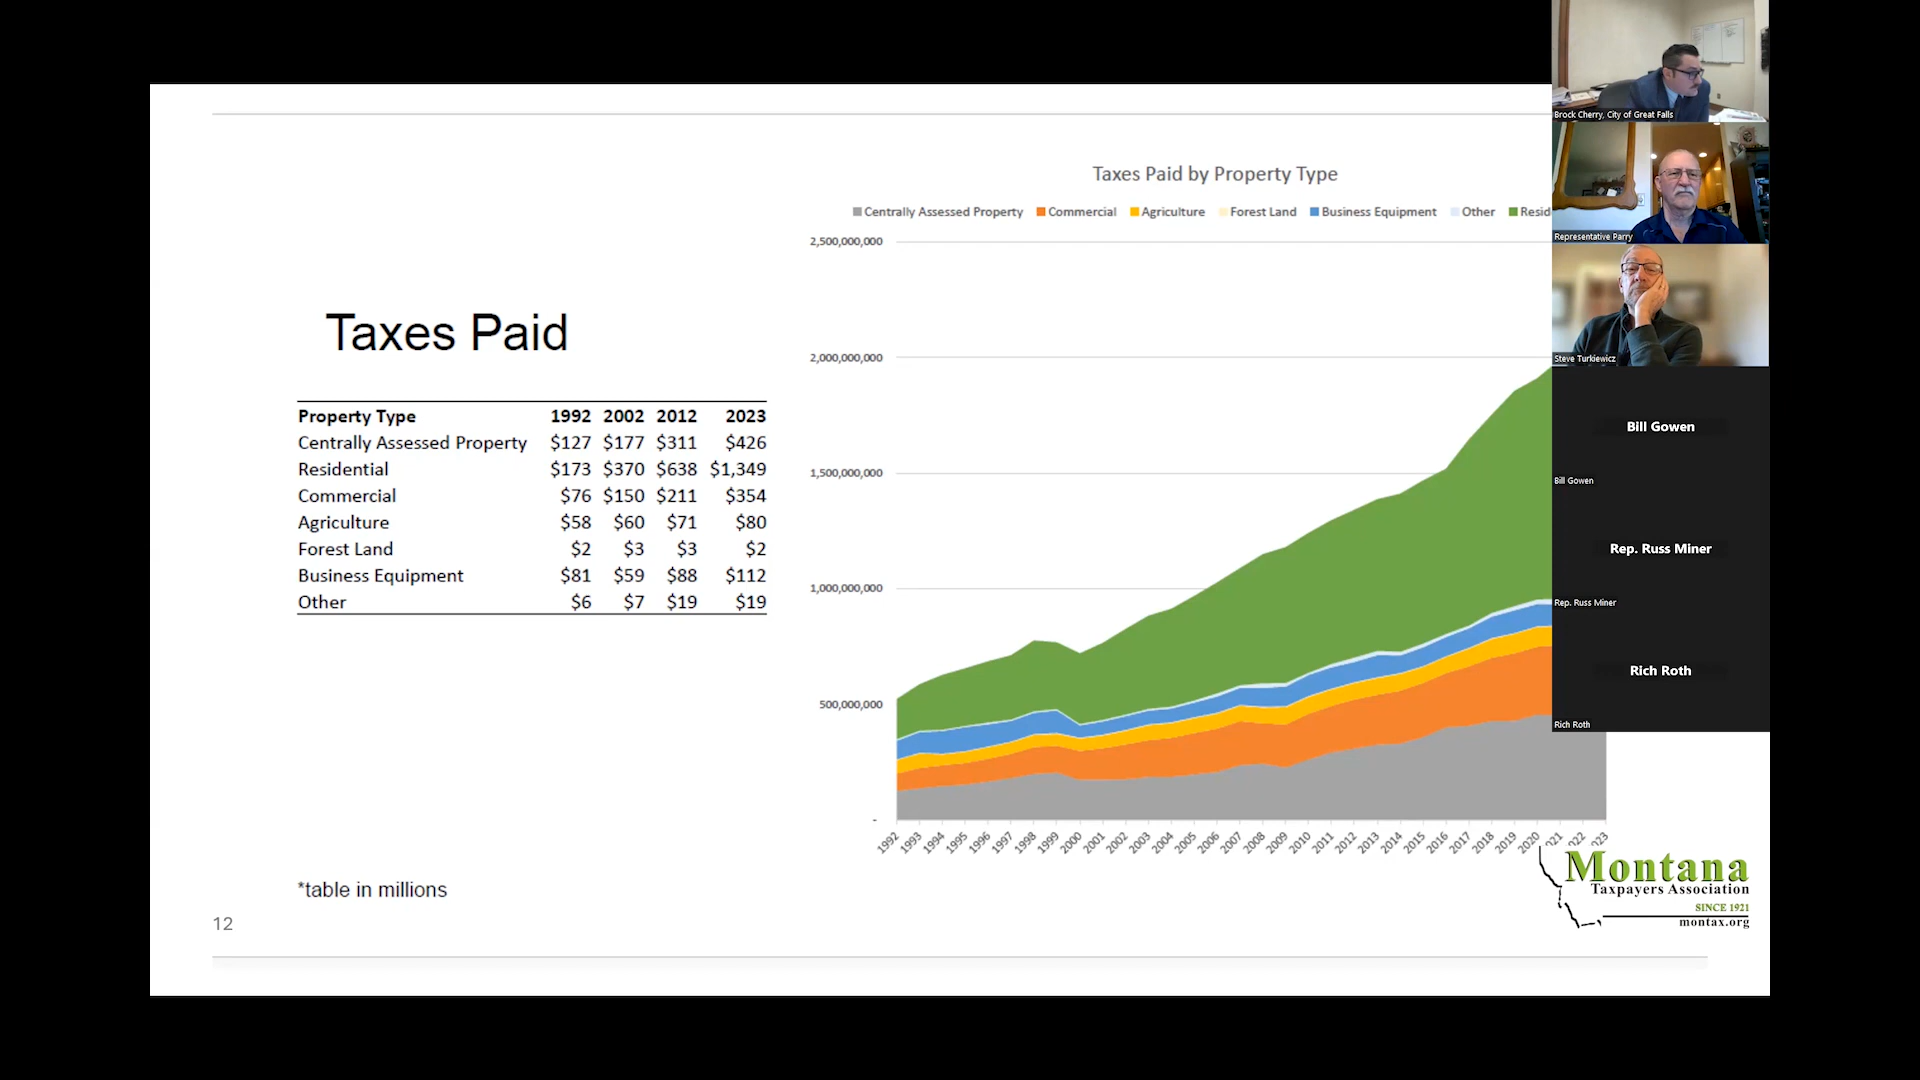 Taxes Paid by Property Type
Centrally Assessed Property Commercial Agriculture Forest Land Business Equipment Other Resid
2,500,000,000
2,000,000,000
1,500,000,000
1,000,000,000
500,000,000
-
1992 1993 1994 1995 1996 1997 1998 1999 2000 2001 2002 2003 2004 2005 2006 2007 2008 2009 2010 2011 2012 2013 2014 2015 2016 2017 2018 2019 2020 021 022 023
Taxes Paid
Property Type 1992 2002 2012 2023
Centrally Assessed Property $127 $177 $311 $426
Residential $173 $370 $638 $1,349
Commercial $76 $150 $211 $354
Agriculture $58 $60 $71 $80
Forest Land $2 $3 $3 $2
Business Equipment $81 $59 $88 $112
Other $6 $7 $19 $19
*table in millions
12
Montana
Taxpayers Association
SINCE 1921
montax.org
Brock Cherry, City of Great Falls
Representative Parry
Steve Turkiewicz
Bill Gowen
Bill Gowen
Rep. Russ Miner
Rep. Russ Miner
Rich Roth
Rich Roth